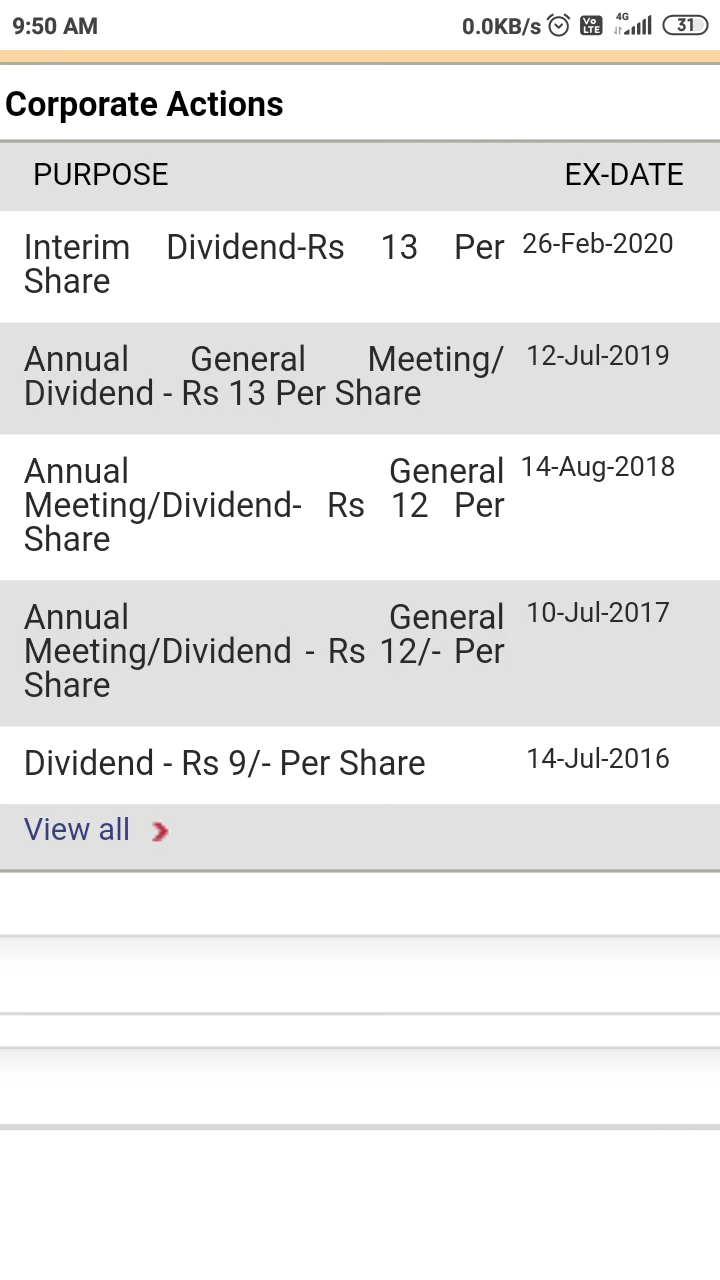 9:50 AM 0.0KB/s Vo LTE 4G 31
Corporate Actions
PURPOSE EX-DATE
Interim Dividend-Rs 13 Per 26-Feb-2020
Share
Annual General Meeting/ 12-Jul-2019
Dividend - Rs 13 Per Share
Annual General 14-Aug-2018
Meeting/Dividend- Rs 12 Per
Share
Annual General 10-Jul-2017
Meeting/Dividend - Rs 12/- Per
Share
Dividend - Rs 9/- Per Share 14-Jul-2016
View all